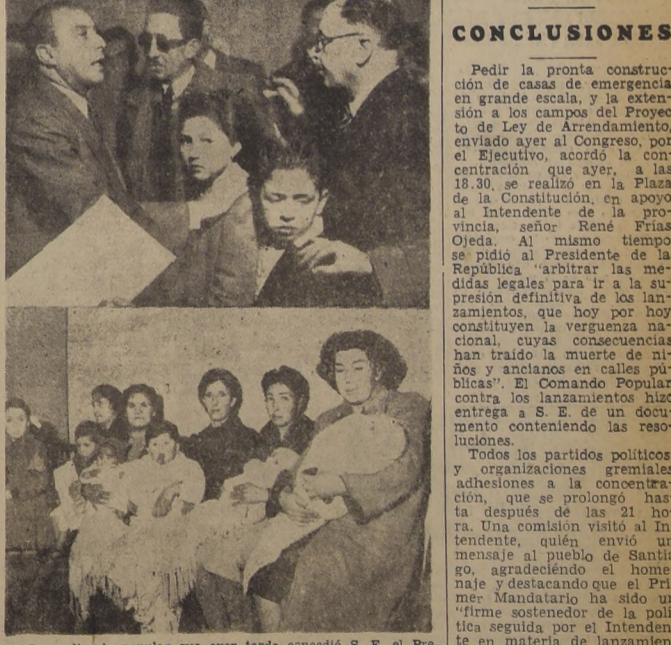 CONCLUSIONES
Pedir la pronta construc-
ción de casas de emergencia
en grande escala, y la exten-
sión a los campos del Proyec
to de Ley de Arrendamiento,
enviado ayer al Congreso, por
el Ejecutivo, acordó la con-
centración que ayer, a las
18.30, se realizó en la Plaza
de la Constitución, en apoyo
al Intendente de la pro
vincia, señor René Frías
Ojeda. Al mismo tiempo
se pidió al Presidente de la
República "arbitrar las me-
didas legales para ir a la su-
presión definitiva de los lan-
zamientos, que hoy por hoy
constituyen la verguenza na-
cional, cuyas consecuencias
han traído la muerte de ni-
ños y ancianos en calles pú-
blicas". El Comando Popular
contra los lanzamientos hizo
entrega a S. E. de un docu-
mento conteniendo las reso-
luciones.
Todos los partidos políticos
y organizaciones gremiales
adhesiones a la concentra-
ción, que se prolongó has-
ta después de las 21 ho-
ra. Una comisión visitó al In
tendente, quién envió un
mensaje al pueblo de Santia
go, agradeciéndo el home
naje y destacando que el Pri
mer Mandatario ha sido un
"firme sostenedor de la polí
tica seguida por el Intenden
te en materia de lanzamien
que ayer tarde concedió S. E. el Pre